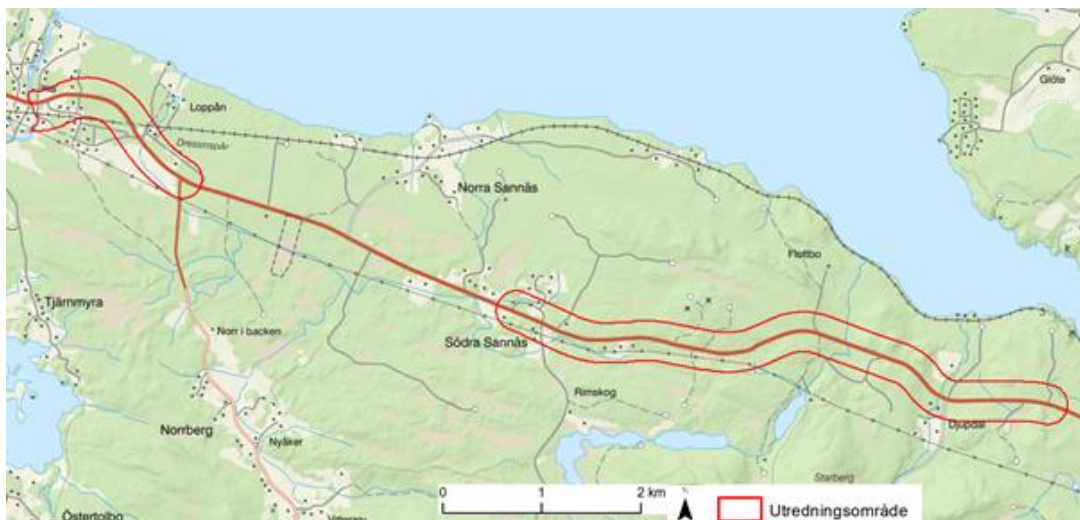 Glöte
Loppån
Dressinspår
Norra Sannäs
Flottbo
Tjärnmyra
Norr i backen
Södra Sannäs
Rimskog
Norrberg
Nyåker
Djupdal
Starberg
0 1 2 km
Utredningsområde
Östertolbo